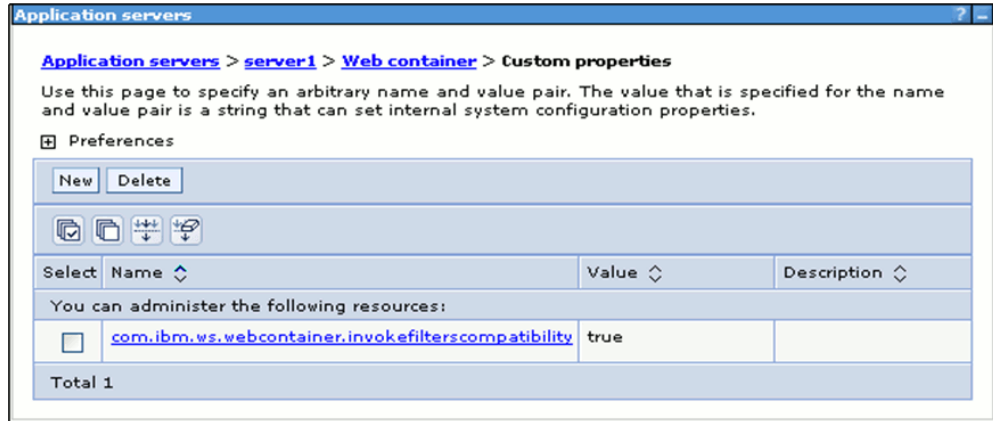 Application servers ? -
Application servers > server1 > Web container > Custom properties
Use this page to specify an arbitrary name and value pair. The value that is specified for the name
and value pair is a string that can set internal system configuration properties.
+ Preferences
New Delete
Select Name Value Description
You can administer the following resources:
com.ibm.ws.webcontainer.invokefilterscompatibility true
Total 1